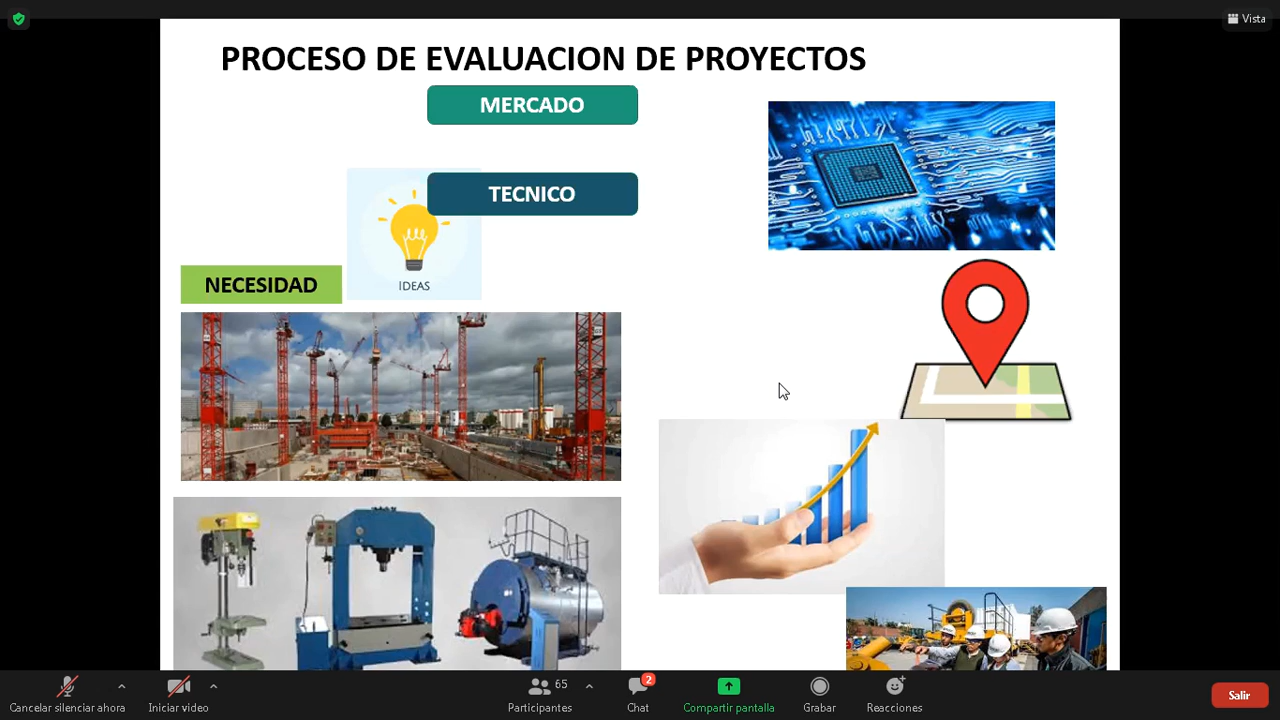 Vista
PROCESO DE EVALUACION DE PROYECTOS
MERCADO
TECNICO
IDEAS
NECESIDAD
65
2
Cancelar silenciar ahora
Iniciar video
Participantes
Chat
Compartir pantalla
Grabar
Reacciones
Salir